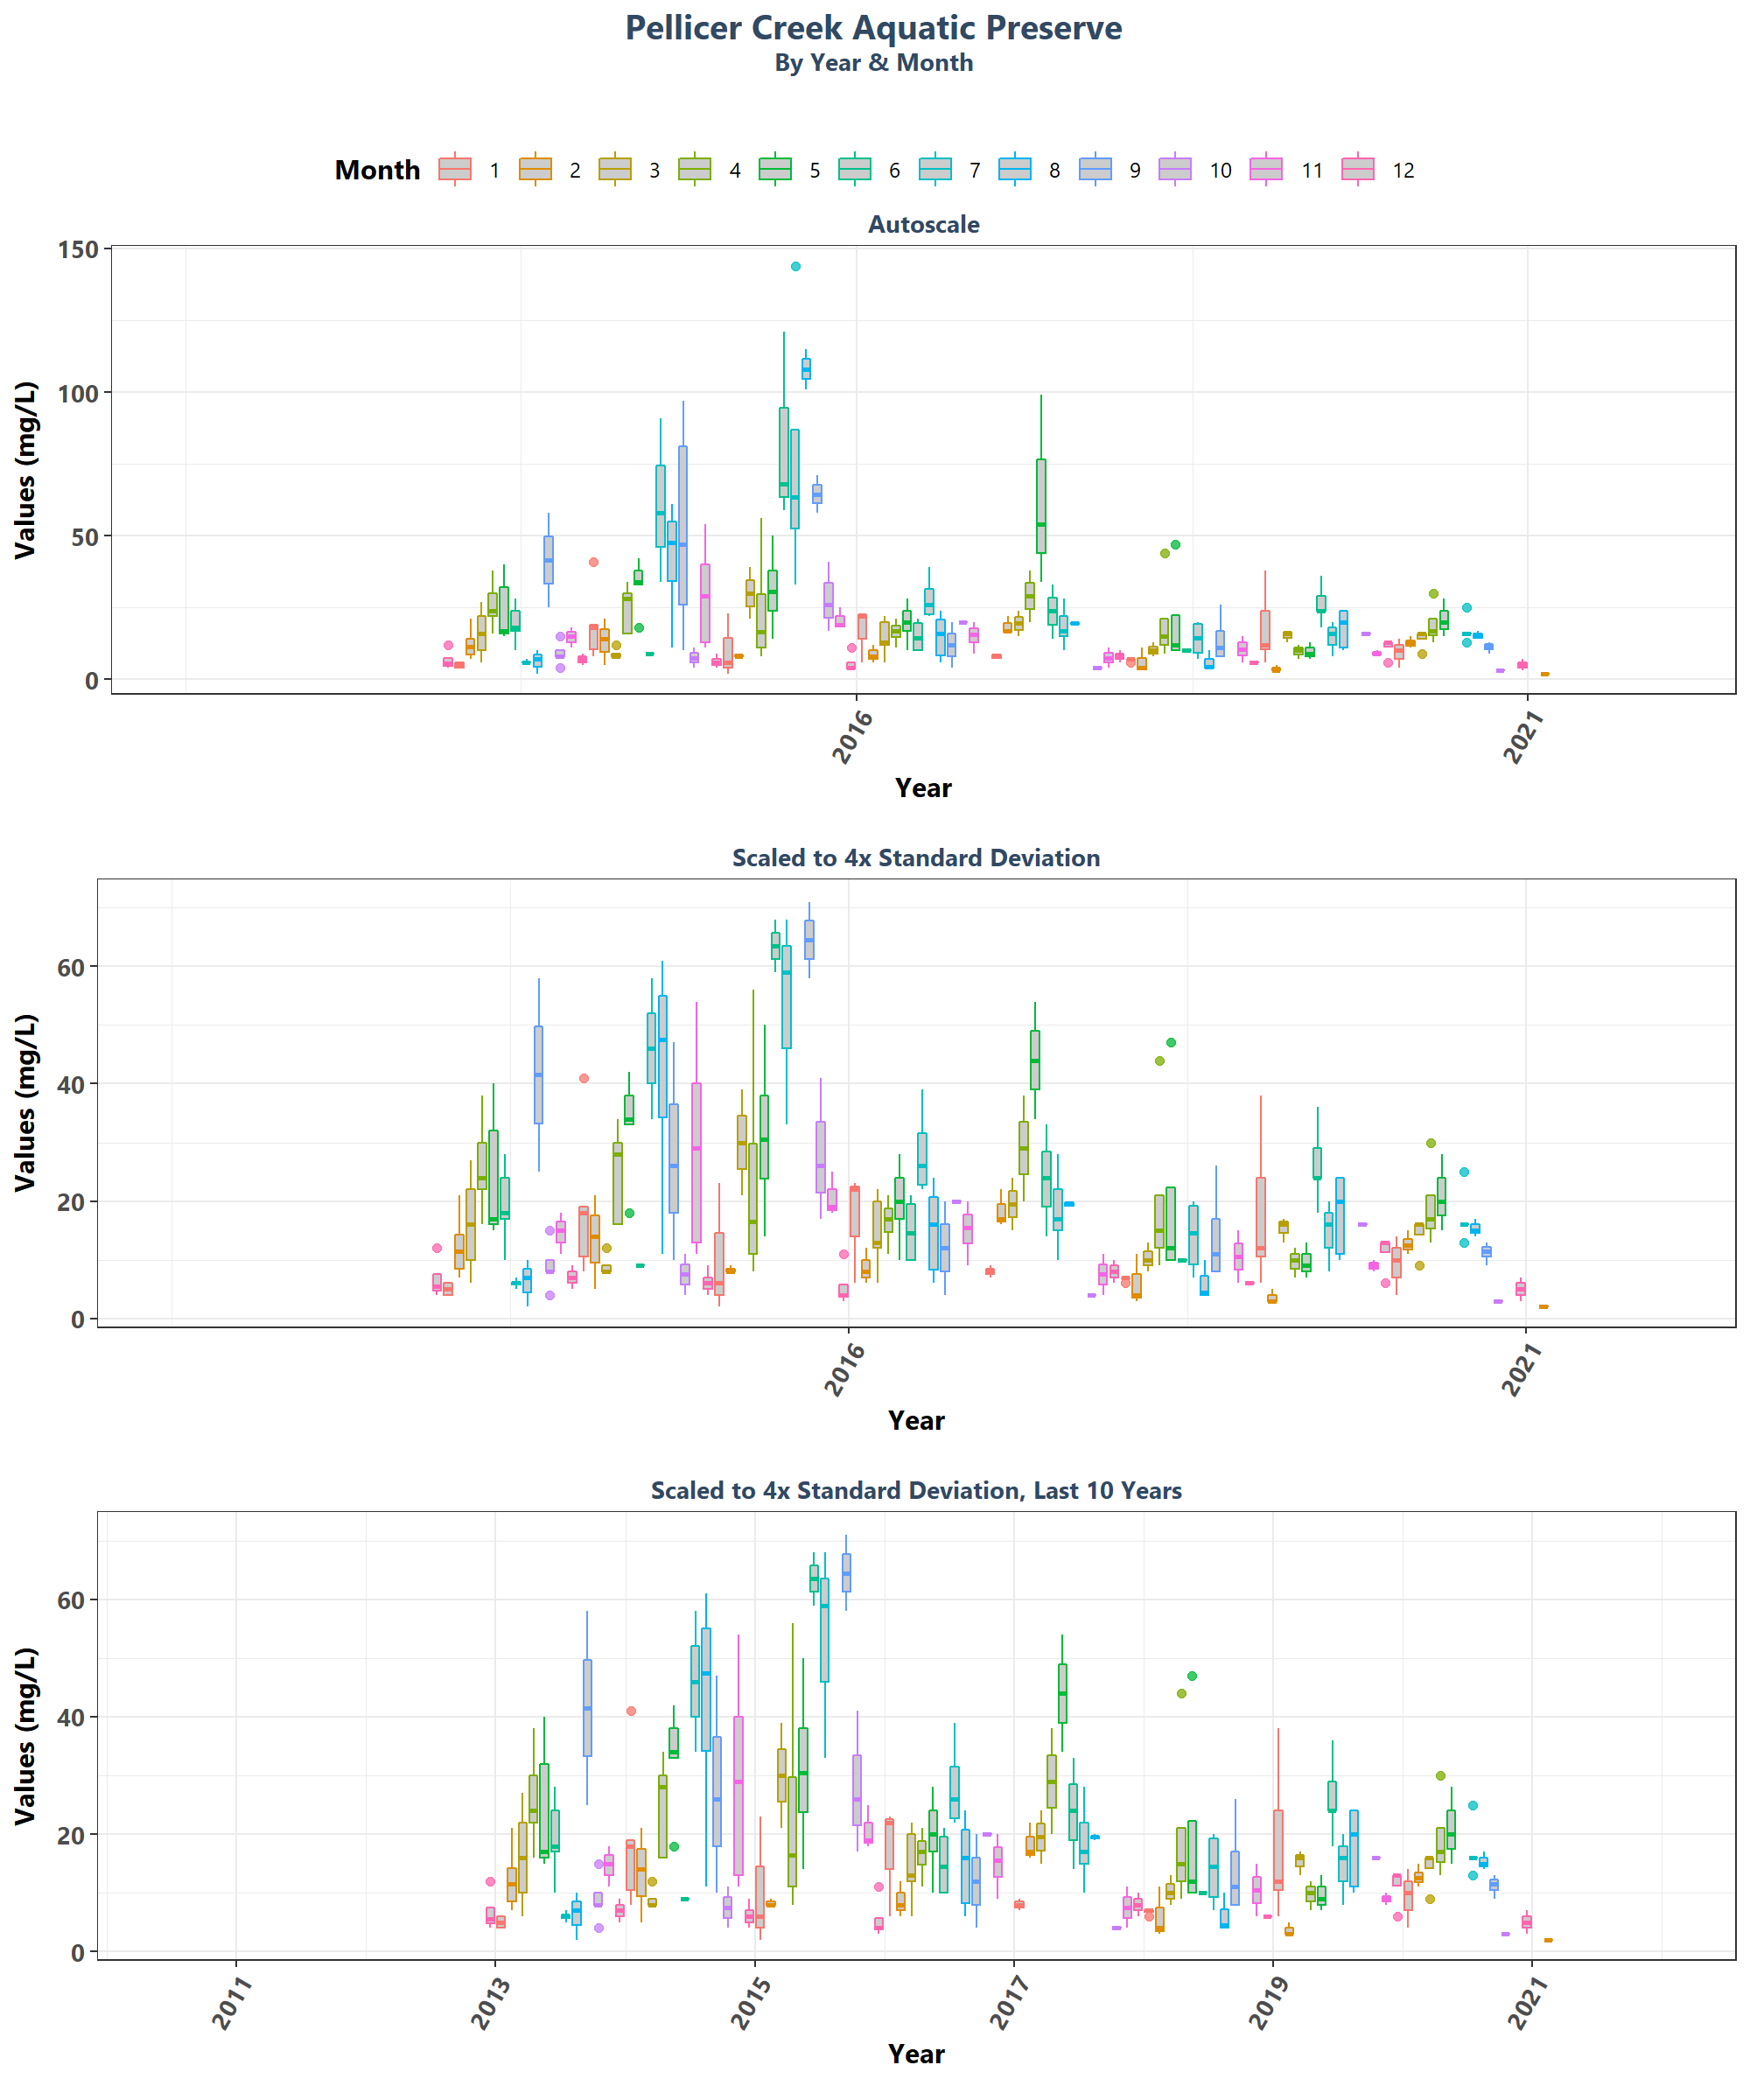 Pellicer Creek Aquatic Preserve
By Year & Month
Month 1 2 3 4 5 6 7 8 9 10 11 12
Autoscale
Values (mg/L)
150
100
50
0
2016 2021
Year
Scaled to 4x Standard Deviation
Values (mg/L)
60
40
20
0
2016 2021
Year
Scaled to 4x Standard Deviation, Last 10 Years
Values (mg/L)
60
40
20
0
2011 2013 2015 2017 2019 2021
Year